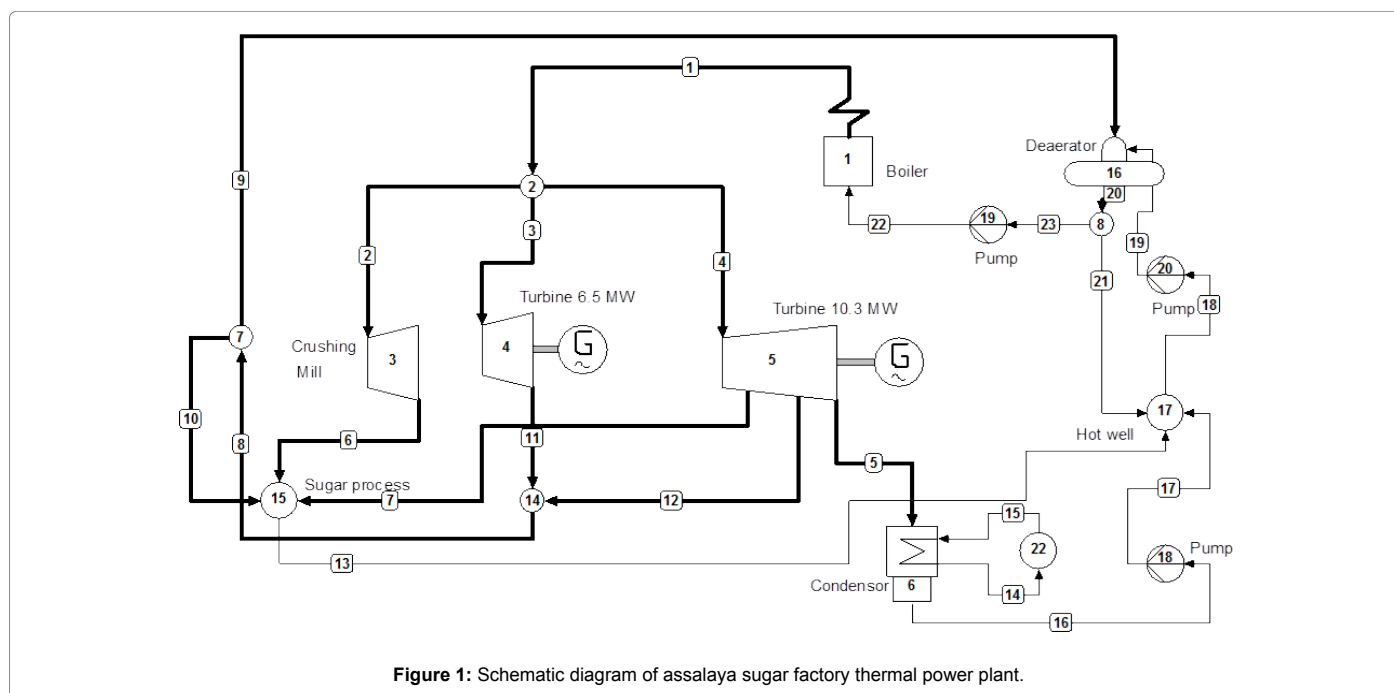 1
9
1
Boiler
Deaerator
16
20
2
8
22
19
23
Pump
3
2
4
19
21
20
Pump
18
Turbine 6.5 MW
Turbine 10.3 MW
7
Crushing
Mill
3
4
G
5
G
10
8
6
11
17
Hot well
5
Sugar process
15
7
14
12
17
15
22
13
18
Pump
Condensor
6
14
16
Figure 1: Schematic diagram of assalaya sugar factory thermal power plant.